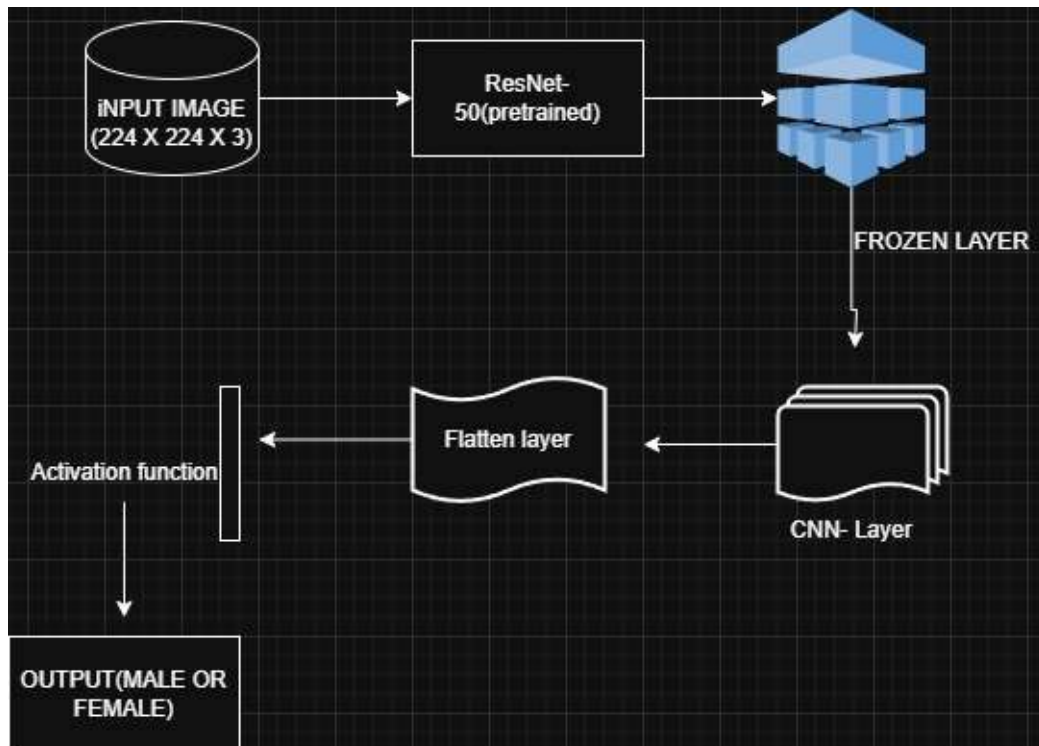 iNPUT IMAGE
(224 X 224 X 3)
ResNet-
50(pretrained)
FROZEN LAYER
CNN- Layer
Flatten layer
Activation function
OUTPUT(MALE OR
FEMALE)